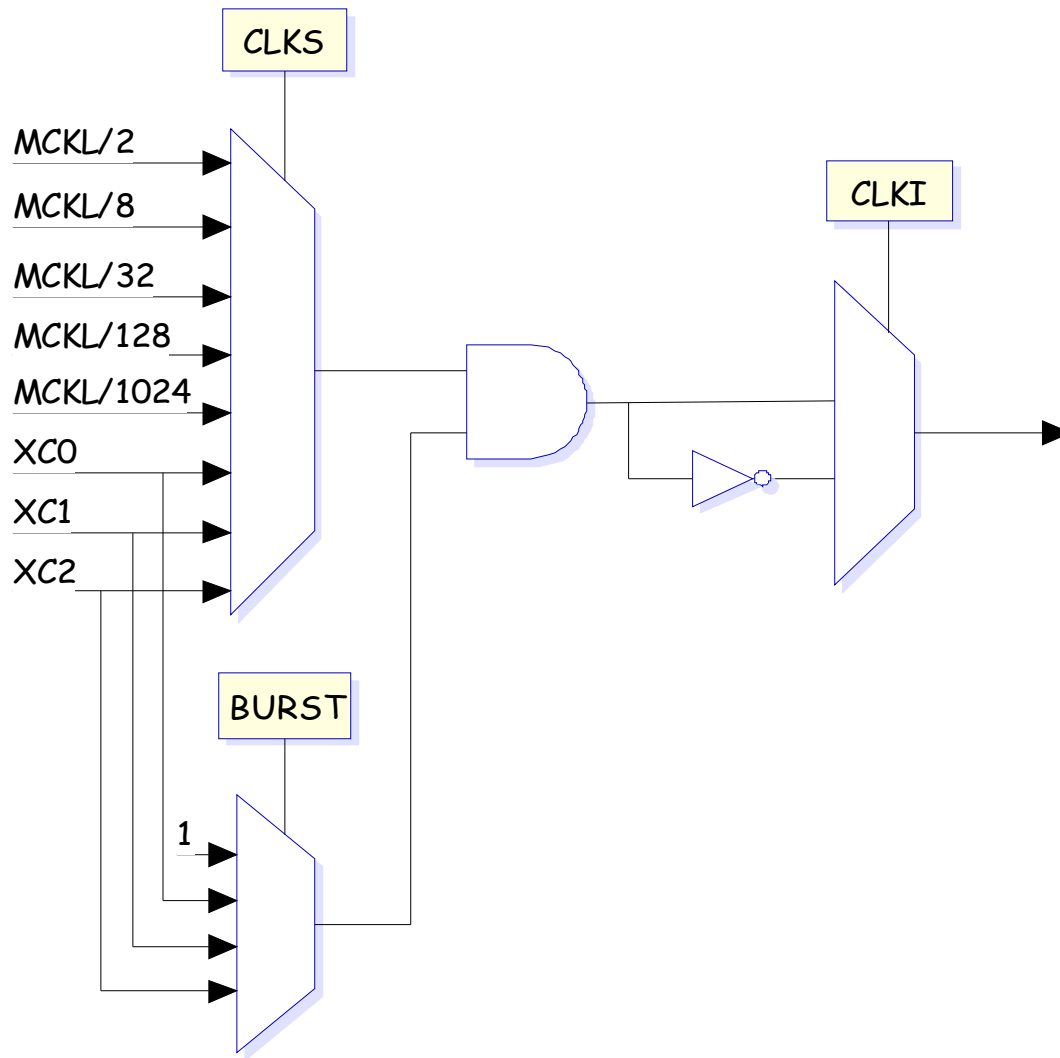 CLKS
MCKL/2
MCKL/8
CLKI
MCKL/32
MCKL/128
MCKL/1024
XC0
XC1
XC2
BURST
1